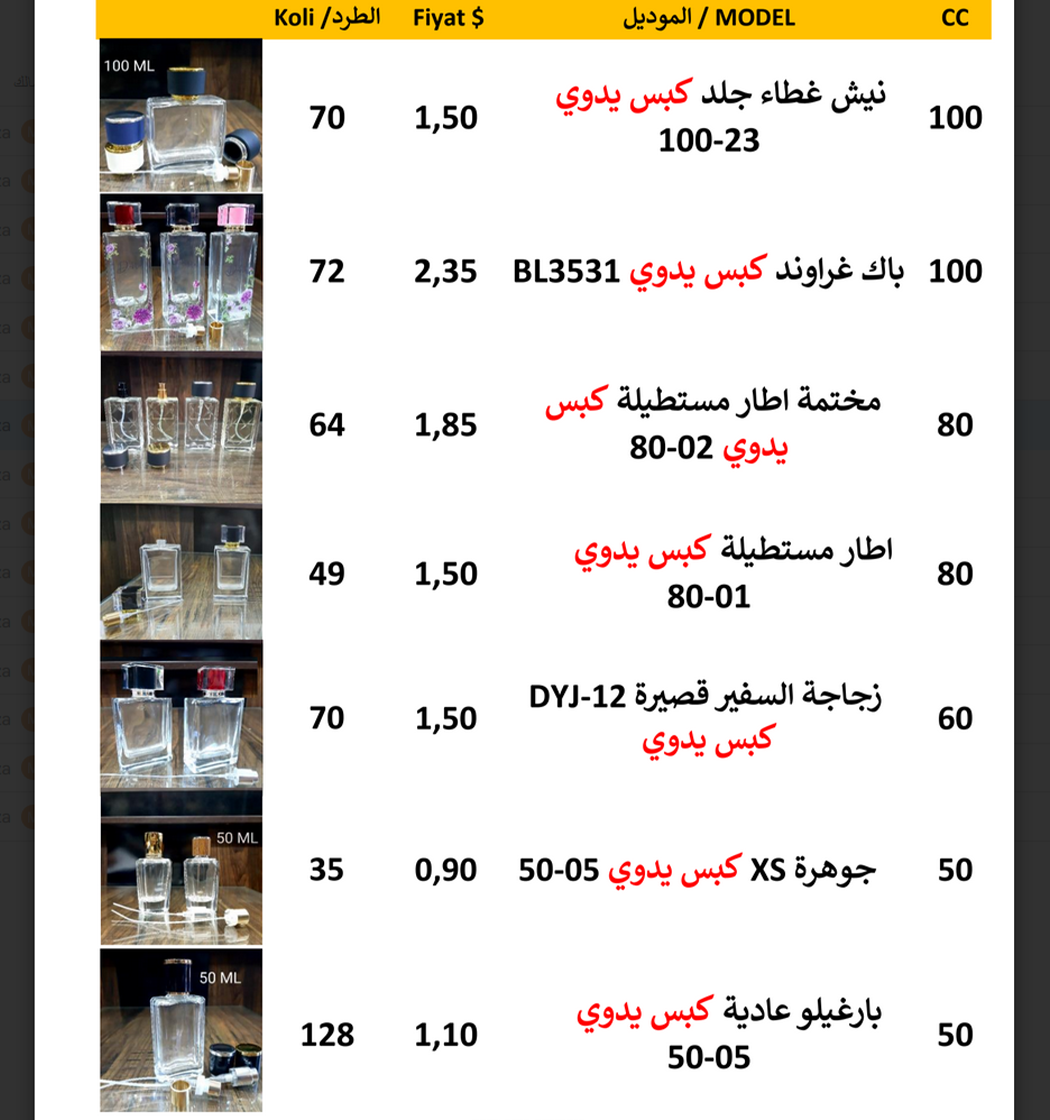 CC MODEL / الموديل Fiyat $ Koli /الطرد
100 ML
100 نيش غطاء جلد كبس يدوي 1,50 70
100-23
100 باك غراوند كبس يدوي BL3531 2,35 72
80 مختمة اطار مستطيلة كبس 1,85 64
يدوي 80-02
80 اطار مستطيلة كبس يدوي 1,50 49
80-01
60 زجاجة السفير قصيرة DYJ-12 1,50 70
كبس يدوي
50 ML
50 جوهرة XS كبس يدوي 50-05 0,90 35
50 ML
50 بارغيلو عادية كبس يدوي 1,10 128
50-05